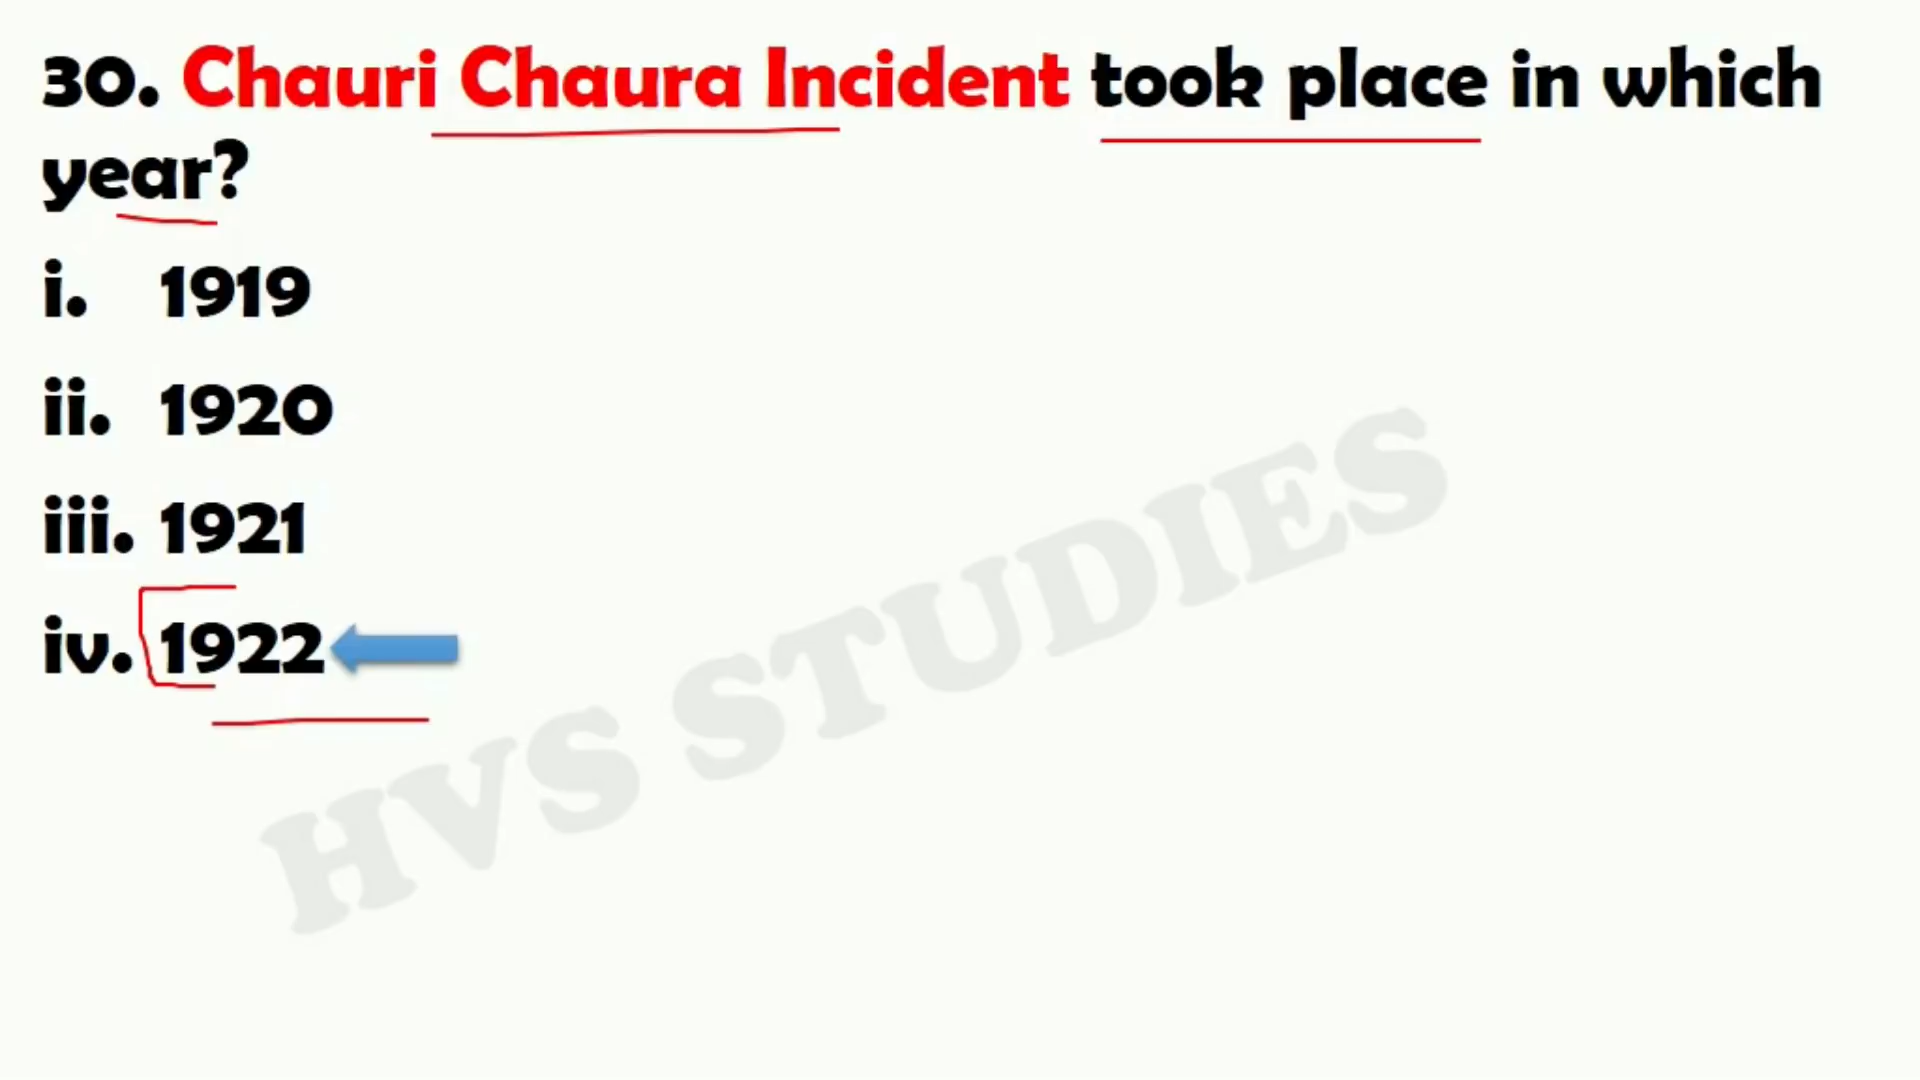 30. Chauri Chaura Incident took place in which
year?
i. 1919
ii. 1920
iii. 1921
iv. 1922
HVS STUDIES